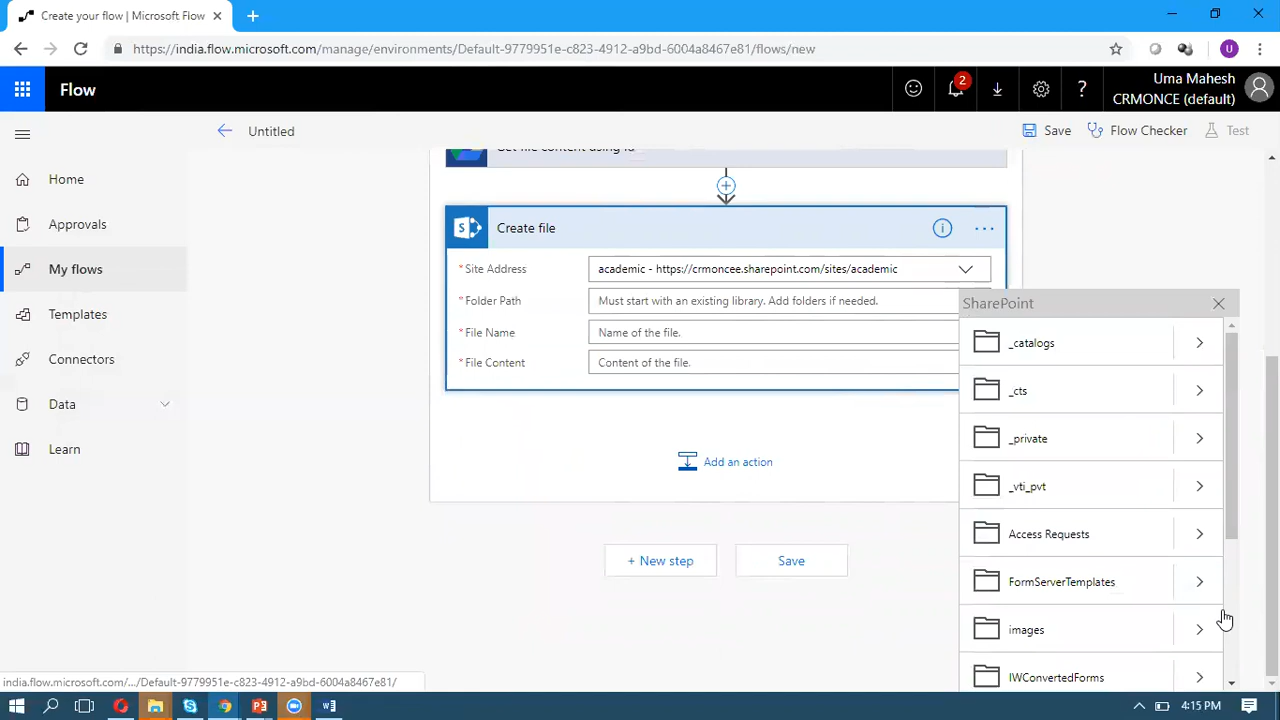 Create your flow | Microsoft Flow
https://india.flow.microsoft.com/manage/environments/Default-9779951e-c823-4912-a9bd-6004a8467e81/flows/new
U
Flow
2
?
Uma Mahesh
CRMONCE (default)
Untitled
Save
Flow Checker
Test
Home
Approvals
My flows
Templates
Connectors
Data
Learn
Get file content using id
S
Create file
*Site Address
academic - https://crmoncee.sharepoint.com/sites/academic
*Folder Path
Must start with an existing library. Add folders if needed.
*File Name
Name of the file.
*File Content
Content of the file.
Add an action
+ New step
Save
SharePoint
_catalogs
_cts
_private
_vti_pvt
Access Requests
FormServerTemplates
images
IWConvertedForms
india.flow.microsoft.com/.../Default-9779951e-c823-4912-a9bd-6004a8467e81/
4:15 PM